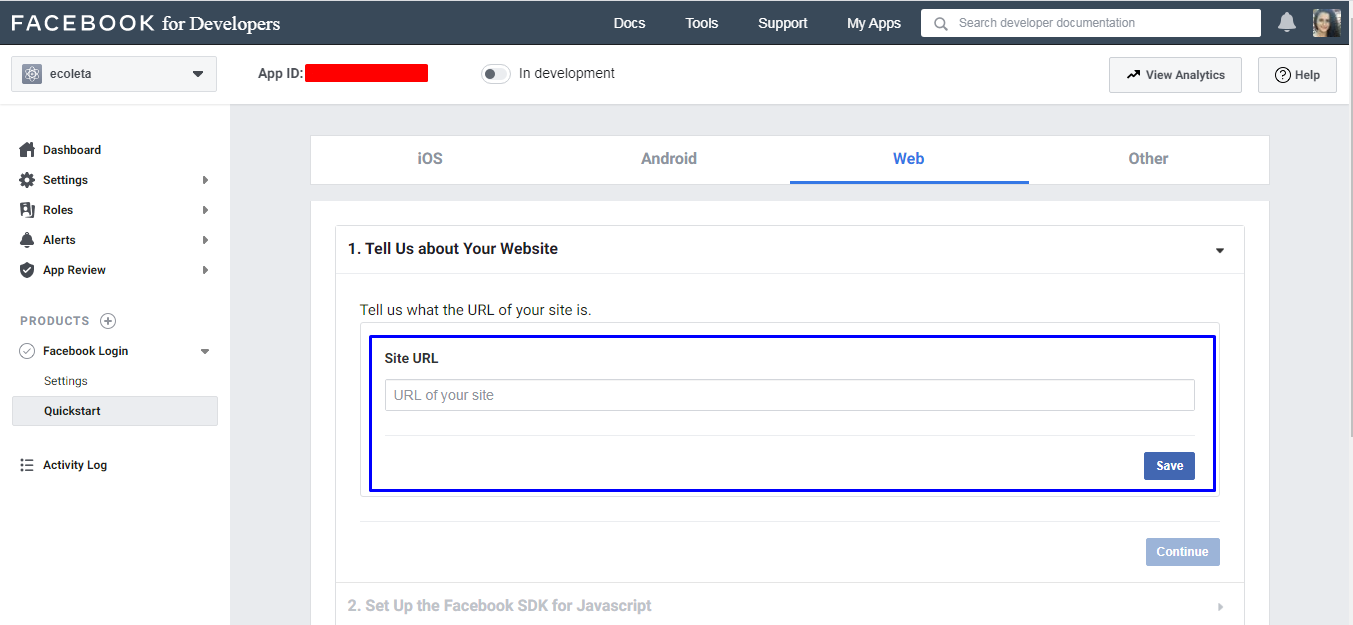 FACEBOOK for Developers
Docs
Tools
Support
My Apps
Search developer documentation
ecoleta
App ID:
In development
View Analytics
Help
Dashboard
Settings
Roles
Alerts
App Review
PRODUCTS
Facebook Login
Settings
Quickstart
Activity Log
iOS
Android
Web
Other
1. Tell Us about Your Website
Tell us what the URL of your site is.
Site URL
URL of your site
Save
Continue
2. Set Up the Facebook SDK for Javascript